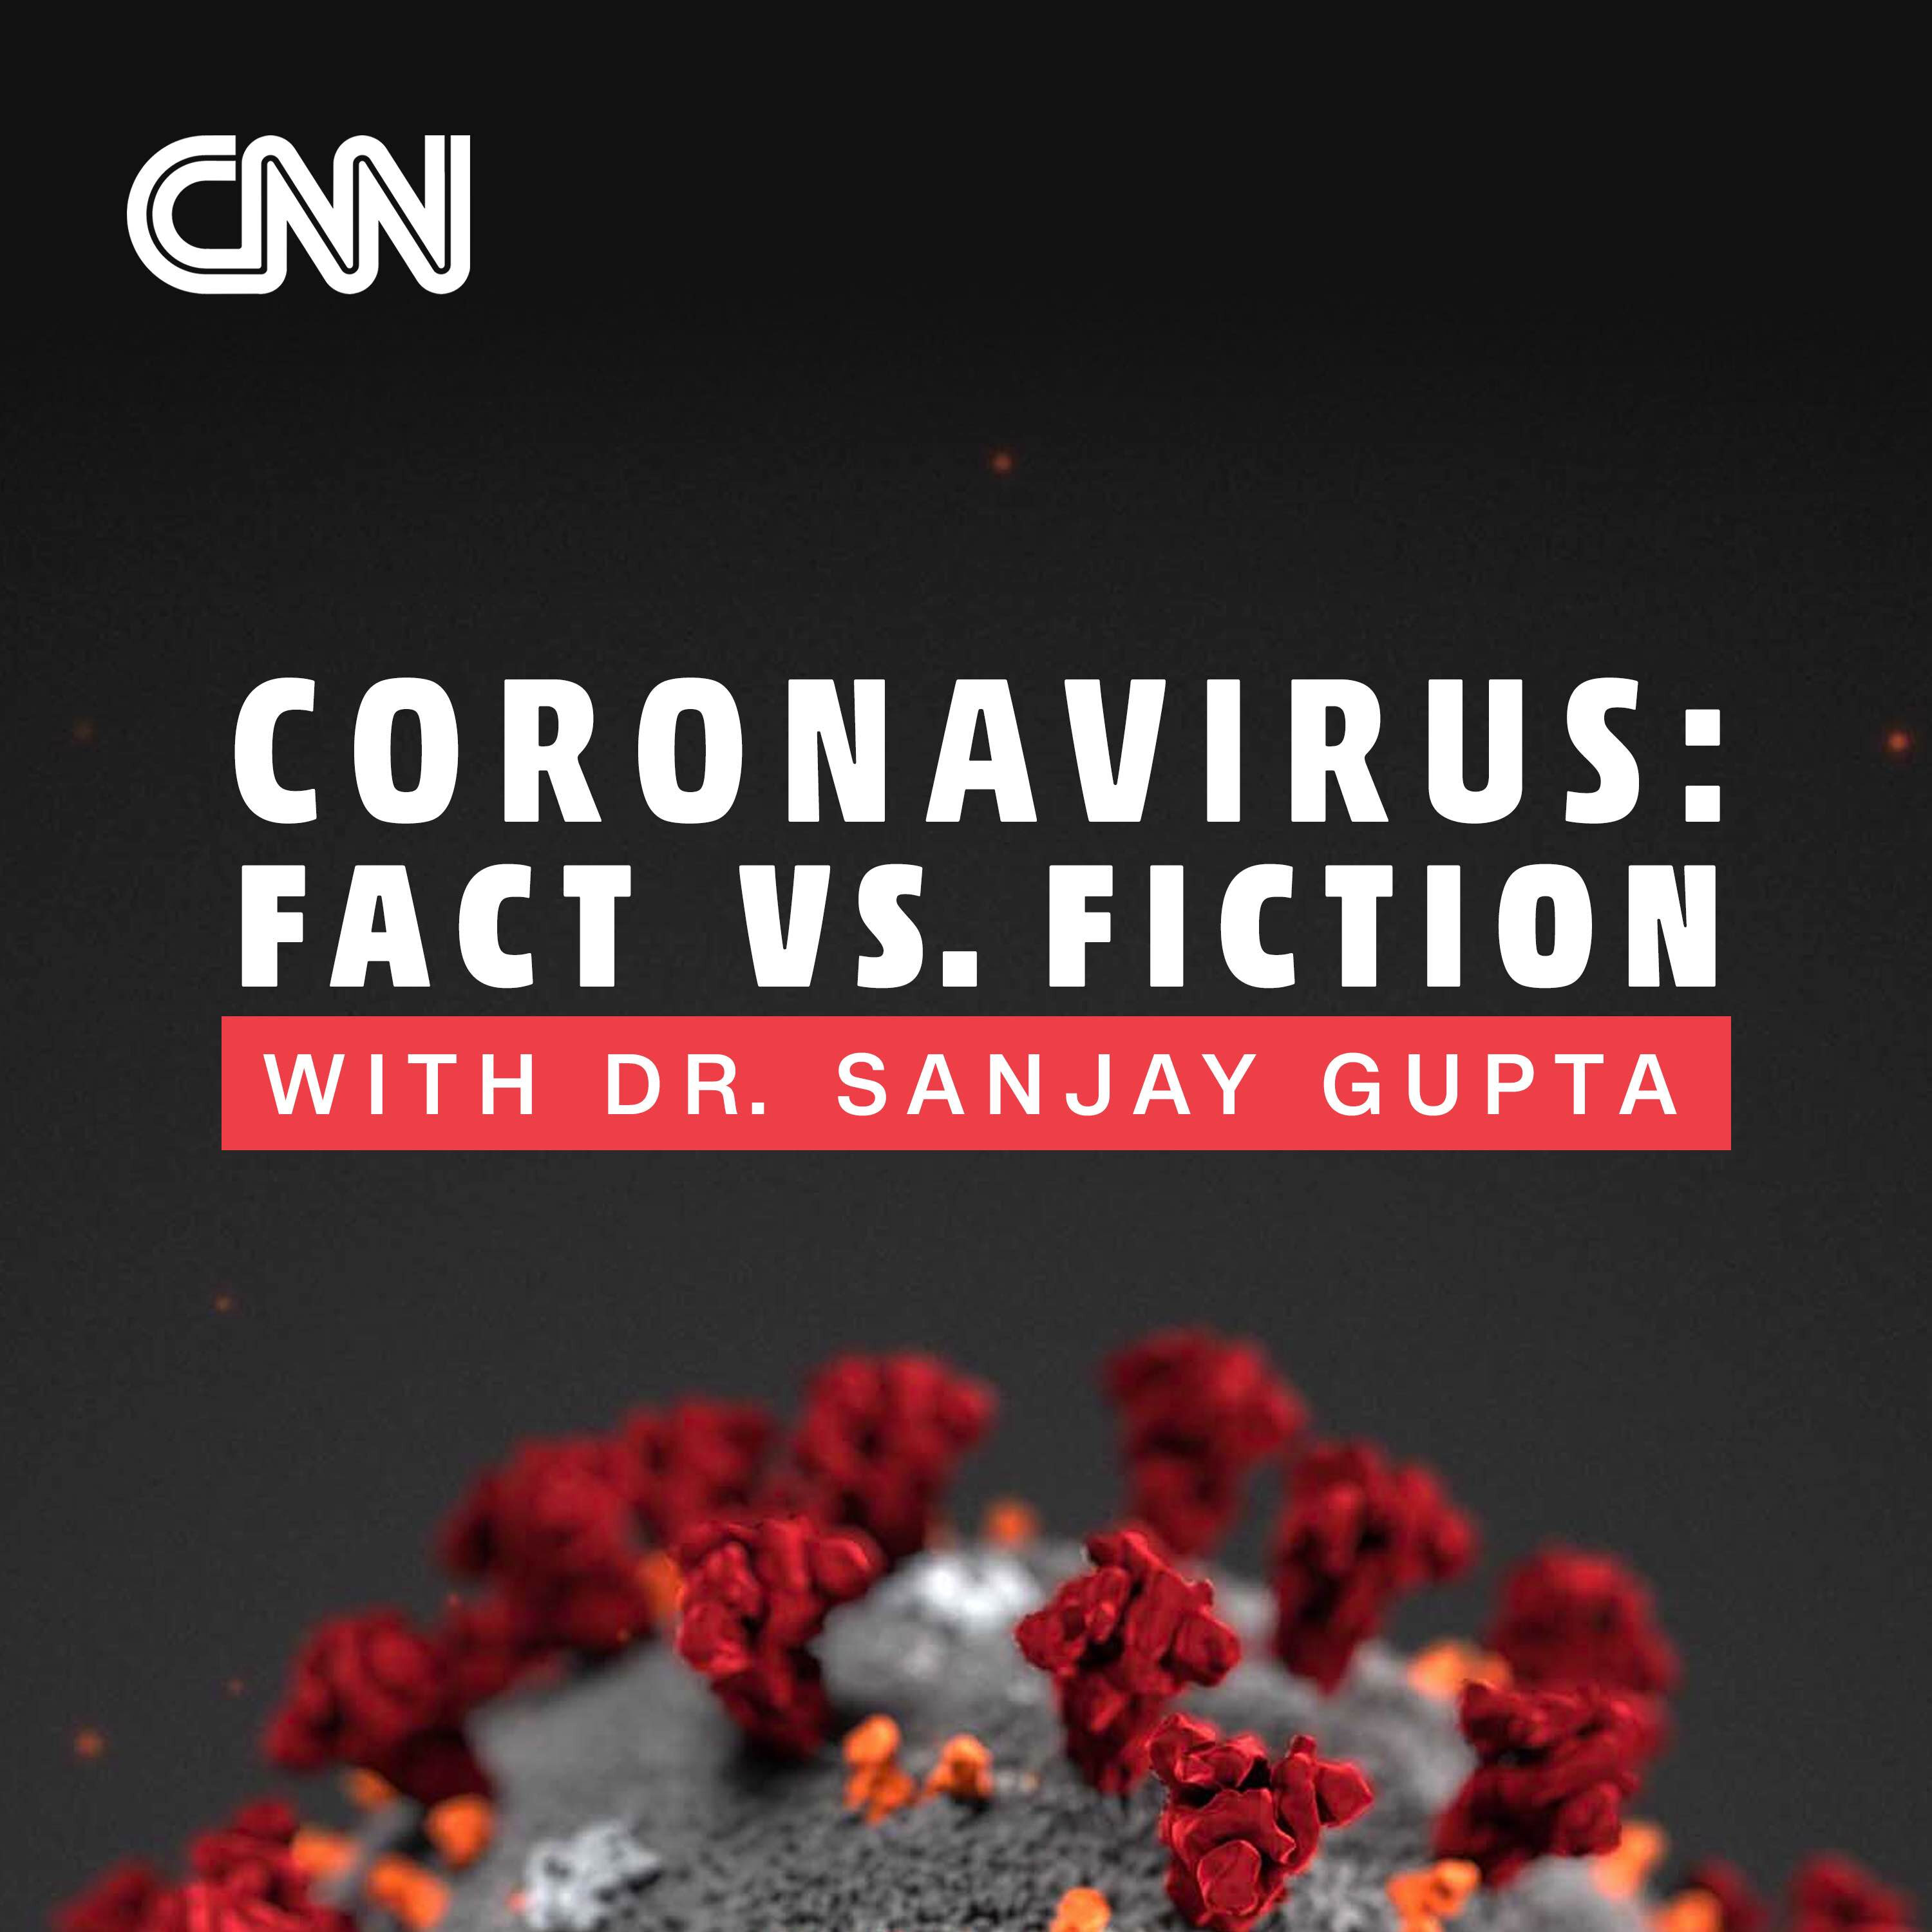 CNN
CORONAVIRUS:
FACT VS. FICTION
WITH DR. SANJAY GUPTA